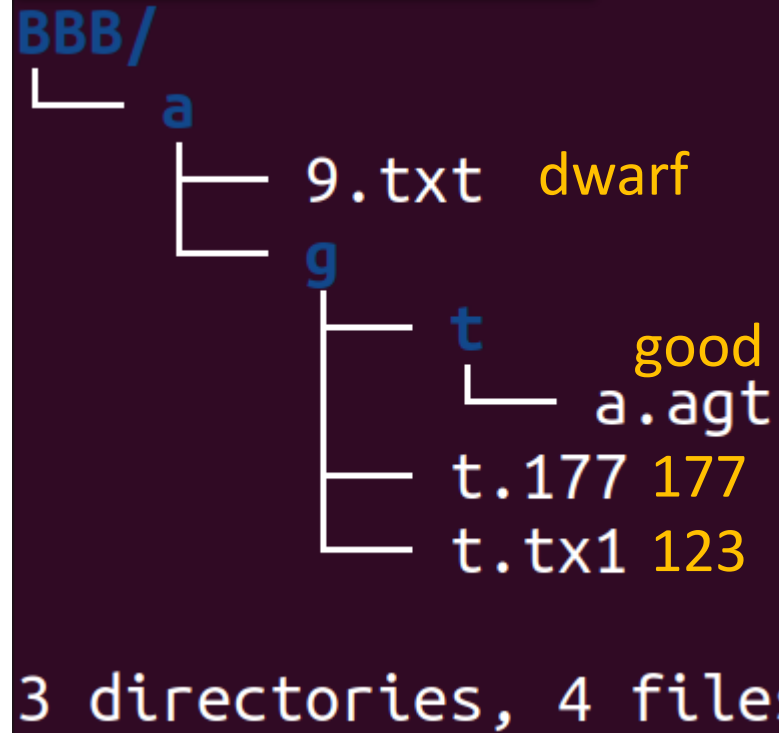 BBB/
a
9.txt dwarf
g
t
good
a.agt
t.177 177
t.tx1 123
3 directories, 4 files